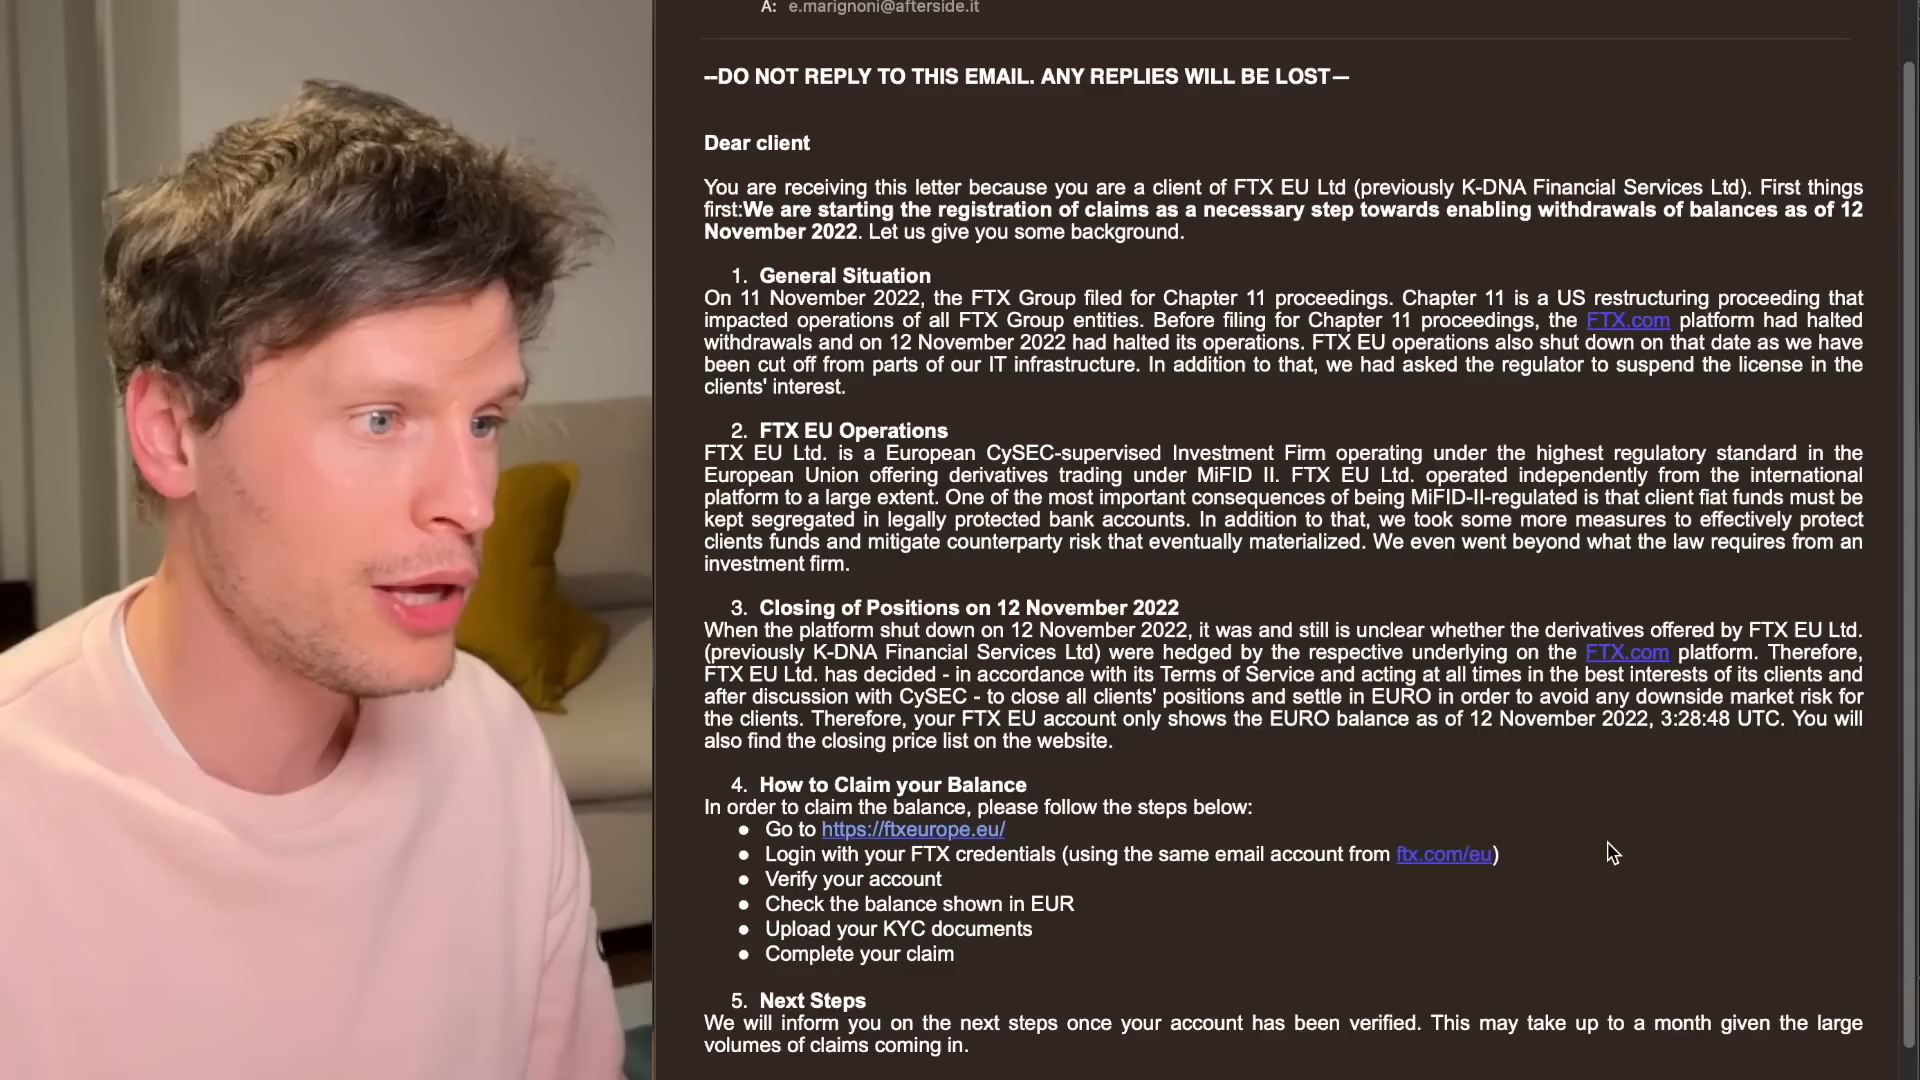 A: e.marignoni@afterside.it
--DO NOT REPLY TO THIS EMAIL. ANY REPLIES WILL BE LOST—
Dear client
You are receiving this letter because you are a client of FTX EU Ltd (previously K-DNA Financial Services Ltd). First things
first:We are starting the registration of claims as a necessary step towards enabling withdrawals of balances as of 12
November 2022. Let us give you some background.
1. General Situation
On 11 November 2022, the FTX Group filed for Chapter 11 proceedings. Chapter 11 is a US restructuring proceeding that
impacted operations of all FTX Group entities. Before filing for Chapter 11 proceedings, the FTX.com platform had halted
withdrawals and on 12 November 2022 had halted its operations. FTX EU operations also shut down on that date as we have
been cut off from parts of our IT infrastructure. In addition to that, we had asked the regulator to suspend the license in the
clients' interest.
2. FTX EU Operations
FTX EU Ltd. is a European CySEC-supervised Investment Firm operating under the highest regulatory standard in the
European Union offering derivatives trading under MiFID II. FTX EU Ltd. operated independently from the international
platform to a large extent. One of the most important consequences of being MiFID-II-regulated is that client fiat funds must be
kept segregated in legally protected bank accounts. In addition to that, we took some more measures to effectively protect
clients funds and mitigate counterparty risk that eventually materialized. We even went beyond what the law requires from an
investment firm.
3. Closing of Positions on 12 November 2022
When the platform shut down on 12 November 2022, it was and still is unclear whether the derivatives offered by FTX EU Ltd.
(previously K-DNA Financial Services Ltd) were hedged by the respective underlying on the FTX.com platform. Therefore,
FTX EU Ltd. has decided - in accordance with its Terms of Service and acting at all times in the best interests of its clients and
after discussion with CySEC - to close all clients' positions and settle in EURO in order to avoid any downside market risk for
the clients. Therefore, your FTX EU account only shows the EURO balance as of 12 November 2022, 3:28:48 UTC. You will
also find the closing price list on the website.
4. How to Claim your Balance
In order to claim the balance, please follow the steps below:
● Go to https://ftxeurope.eu/
● Login with your FTX credentials (using the same email account from ftx.com/eu)
● Verify your account
● Check the balance shown in EUR
● Upload your KYC documents
● Complete your claim
5. Next Steps
We will inform you on the next steps once your account has been verified. This may take up to a month given the large
volumes of claims coming in.